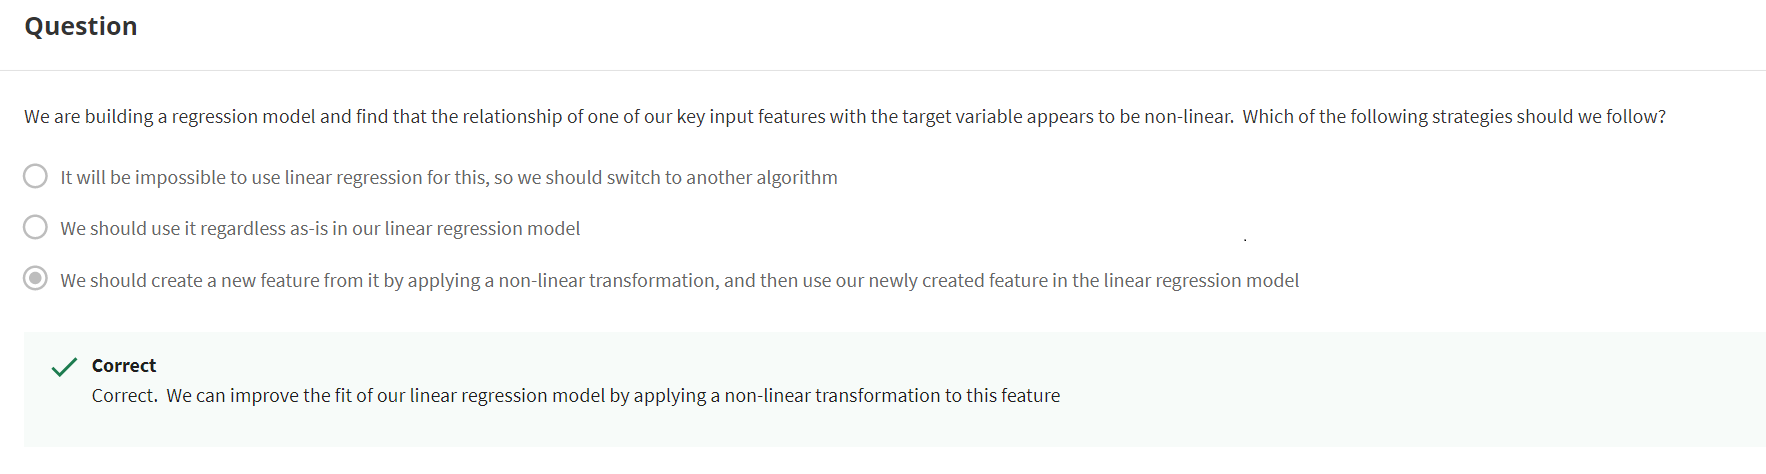 Question
We are building a regression model and find that the relationship of one of our key input features with the target variable appears to be non-linear.  Which of the following strategies should we follow?
It will be impossible to use linear regression for this, so we should switch to another algorithm
We should use it regardless as-is in our linear regression model
We should create a new feature from it by applying a non-linear transformation, and then use our newly created feature in the linear regression model
Correct
Correct.  We can improve the fit of our linear regression model by applying a non-linear transformation to this feature